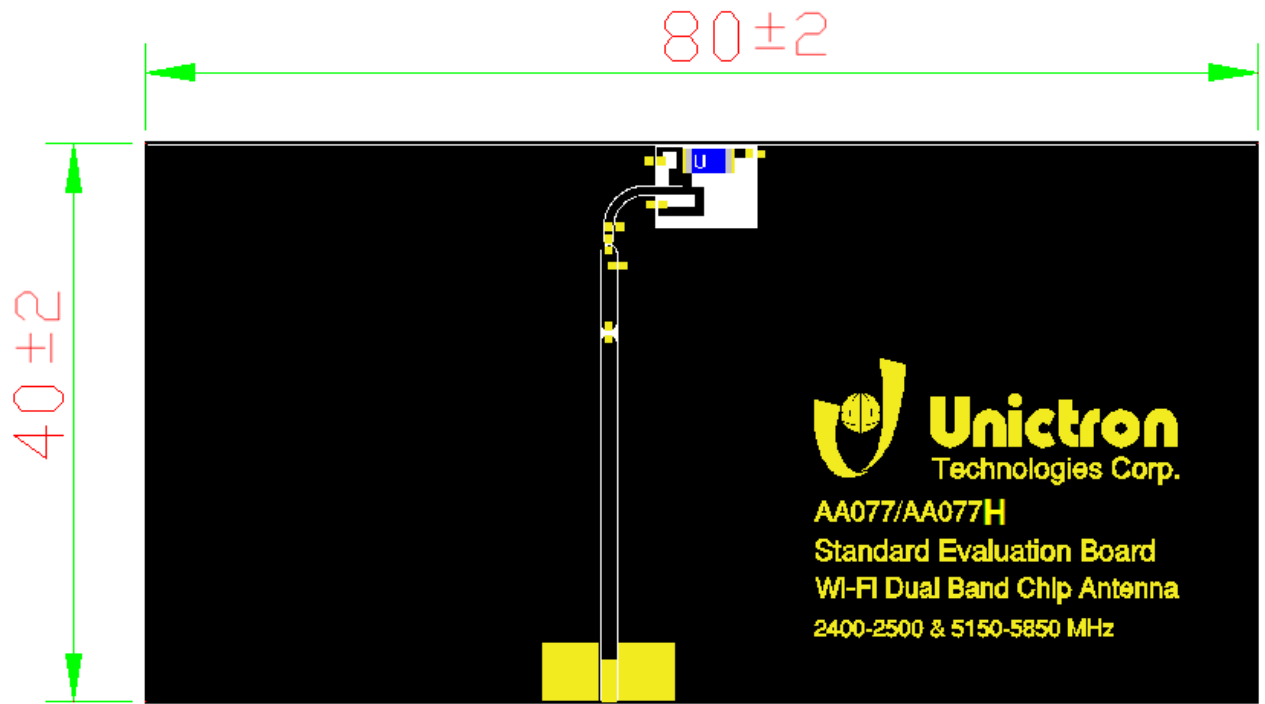 80±2
40±2
U
Unictron
Technologies Corp.
AA077/AA077H
Standard Evaluation Board
Wi-Fi Dual Band Chip Antenna
2400-2500 & 5150-5850 MHz